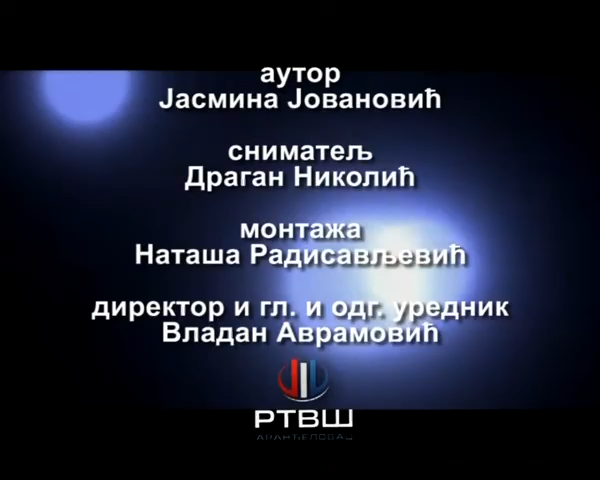 аутор
Јасмина Јовановић
сниматељ
Драган Николић
монтажа
Наташа Радисављевић
директор и гл. и одг. уредник
Владан Аврамовић
РТВШ